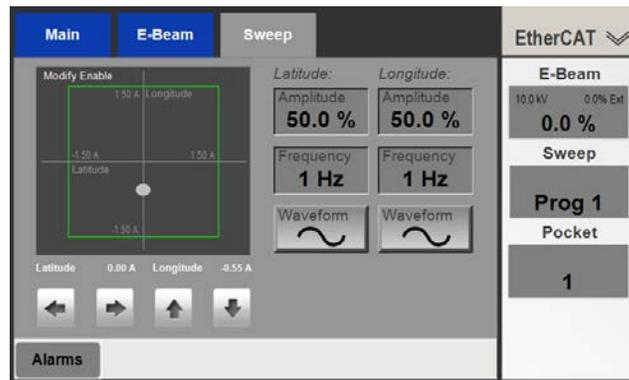 Main
E-Beam
Sweep
EtherCAT
Modify Enable
1.50 A
Longitude
-1.50 A
1.50 A
Latitude
-1.50 A
Latitude
0.00 A
Longitude
-0.55 A
Latitude:
Longitude:
Amplitude
50.0 %
Amplitude
50.0 %
Frequency
1 Hz
Frequency
1 Hz
Waveform
Waveform
E-Beam
10.0 kV
0.0% Ext
0.0 %
Sweep
Prog 1
Pocket
1
Alarms